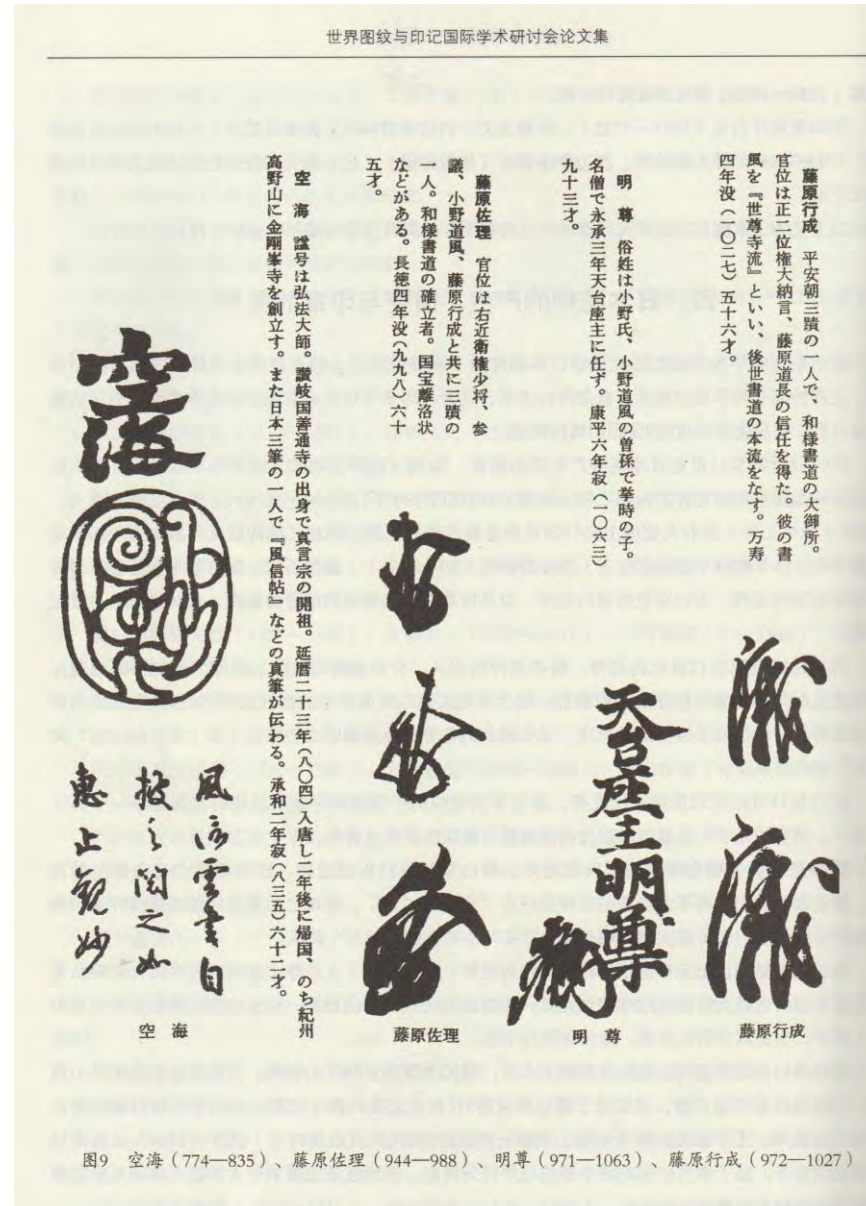 世界图纹与印记国际学术研讨会论文集
藤原行成 平安朝三蹟の一人で、和様書道の大御所。
官位は正二位権大納言、藤原道長の信任を得た。彼の書
風を『世尊寺流』といい、後世書道の本流をなす 万寿
四年没(一〇二七)五十六才。
明 尊 俗姓は小野氏、小野道風の曽孫で挙時の子。
名僧で永承三年天台座主に任ず。康平六年寂(一〇六三)
九十三才
藤原佐理 官位は右近衛権少将、参
議、小野道風、藤原行成と共に三蹟の
一人。和様書道の確立者。国宝離洛状
などがある。長徳四年没(九九八)六十
五才。
空 海 諡号は弘法大師 讃岐国善通寺の出身で真言宗の開祖 延暦二十三年(八〇四)入唐し二年後に帰国、のち紀州
高野山に金剛峯寺を創立す また日本三筆の一人で『風信帖』などの真筆が伝わる。承和二年寂(八三五)六十二才。
藤原行成
台座主明尊
明 尊
藤原佐理
空海
風信雲書自
披之閲之如
恵止観妙
空 海
图9 空海(774—835)、藤原佐理(944—988)、明尊(971—1063)、藤原行成(972—1027)